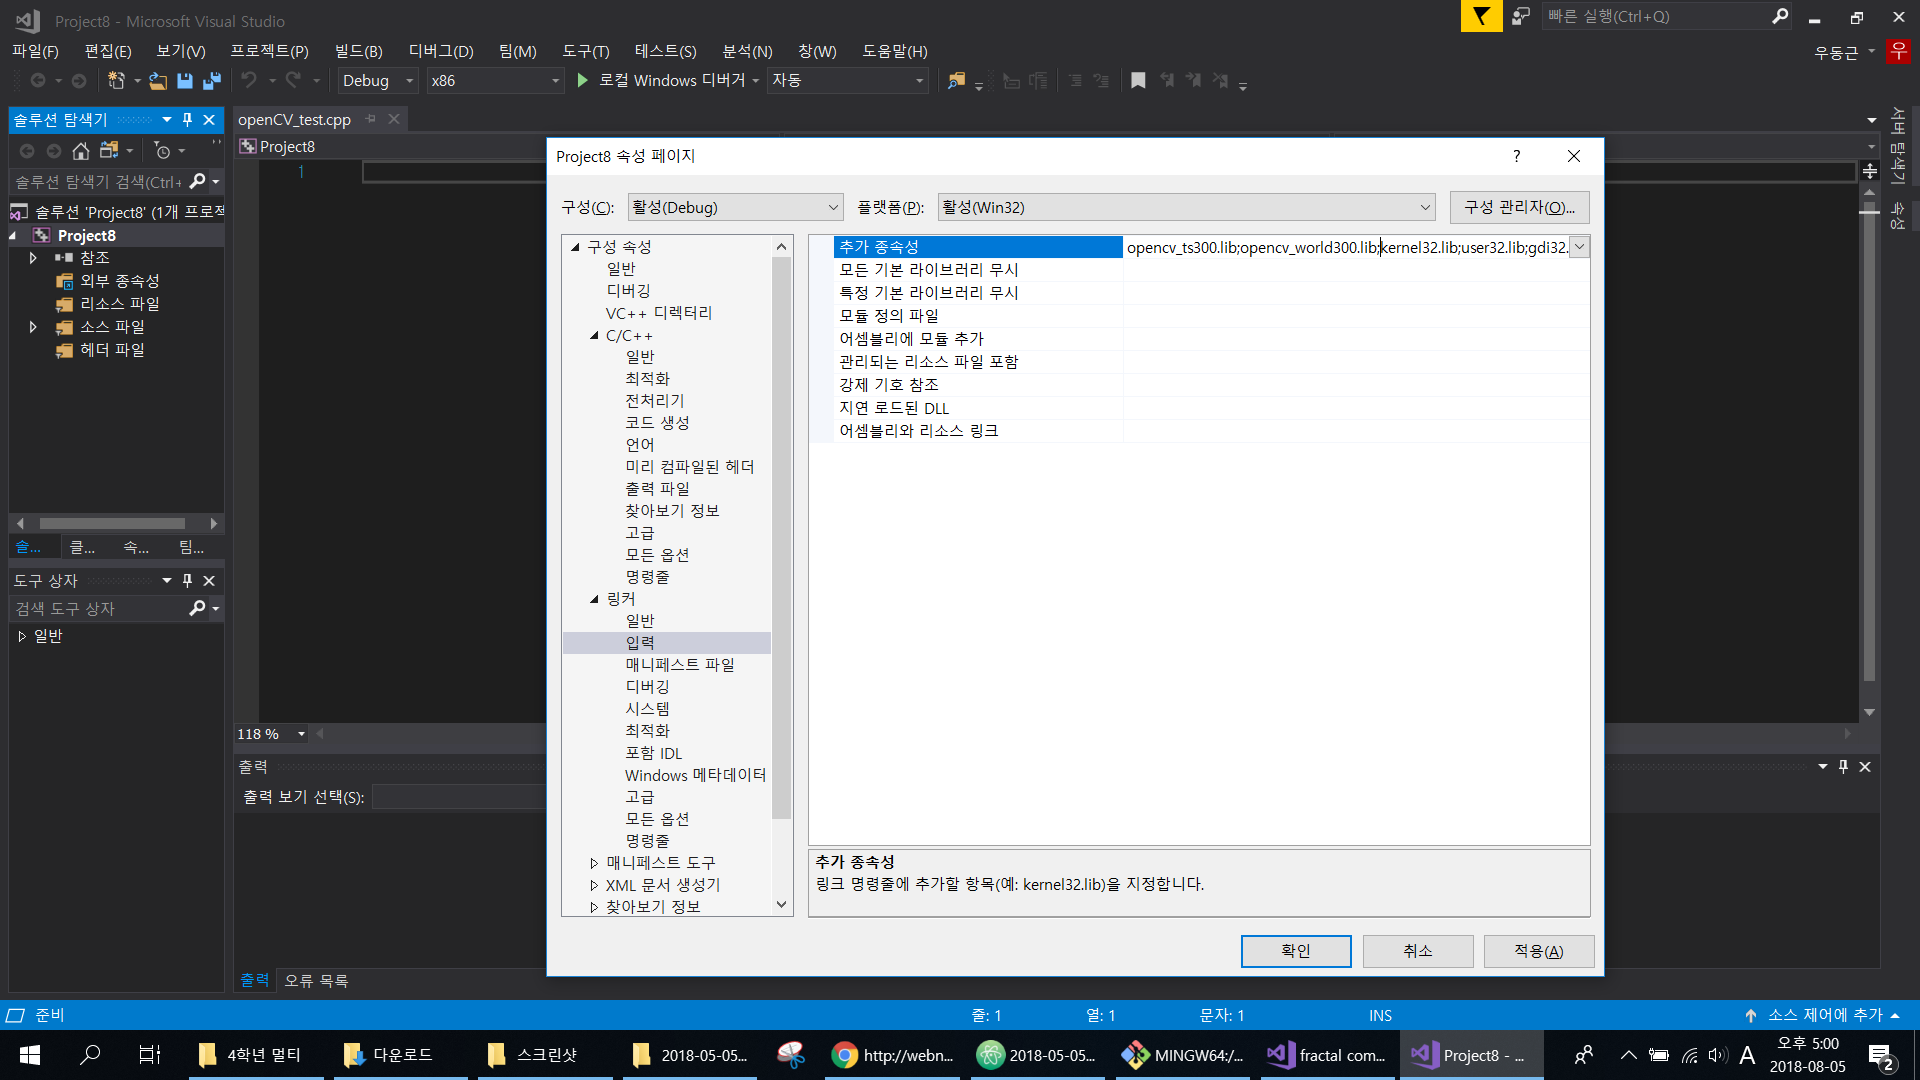 Project8 - Microsoft Visual Studio
빠른 실행(Ctrl+Q)
파일(F) 편집(E) 보기(V) 프로젝트(P) 빌드(B) 디버그(D) 팀(M) 도구(T) 테스트(S) 분석(N) 창(W) 도움말(H)
우동근 우
Debug x86 로컬 Windows 디버거 자동
솔루션 탐색기
솔루션 탐색기 검색(Ctrl+
솔루션 'Project8' (1개 프로젝
Project8
참조
외부 종속성
리소스 파일
소스 파일
헤더 파일
솔... 클... 속... 팀...
도구 상자
검색 도구 상자
일반
openCV_test.cpp
Project8
1
118 %
출력
출력 보기 선택(S):
출력 오류 목록
서버 탐색기
속성
Project8 속성 페이지
?
구성(C): 활성(Debug) 플랫폼(P): 활성(Win32) 구성 관리자(O)...
구성 속성
일반
디버깅
VC++ 디렉터리
C/C++
일반
최적화
전처리기
코드 생성
언어
미리 컴파일된 헤더
출력 파일
찾아보기 정보
고급
모든 옵션
명령줄
링커
일반
입력
매니페스트 파일
디버깅
시스템
최적화
포함 IDL
Windows 메타데이터
고급
모든 옵션
명령줄
매니페스트 도구
XML 문서 생성기
찾아보기 정보
추가 종속성 opencv_ts300.lib;opencv_world300.lib;kernel32.lib;user32.lib;gdi32.
모든 기본 라이브러리 무시
특정 기본 라이브러리 무시
모듈 정의 파일
어셈블리에 모듈 추가
관리되는 리소스 파일 포함
강제 기호 참조
지연 로드된 DLL
어셈블리와 리소스 링크
추가 종속성
링크 명령줄에 추가할 항목(예: kernel32.lib)을 지정합니다.
확인 취소 적용(A)
준비 줄: 1 열: 1 문자: 1 INS 소스 제어에 추가
4학년 멀티 다운로드 스크린샷 2018-05-05... http://webn... 2018-05-05... MINGW64:/... fractal com... Project8 - ...
A 오후 5:00
2018-08-05
2